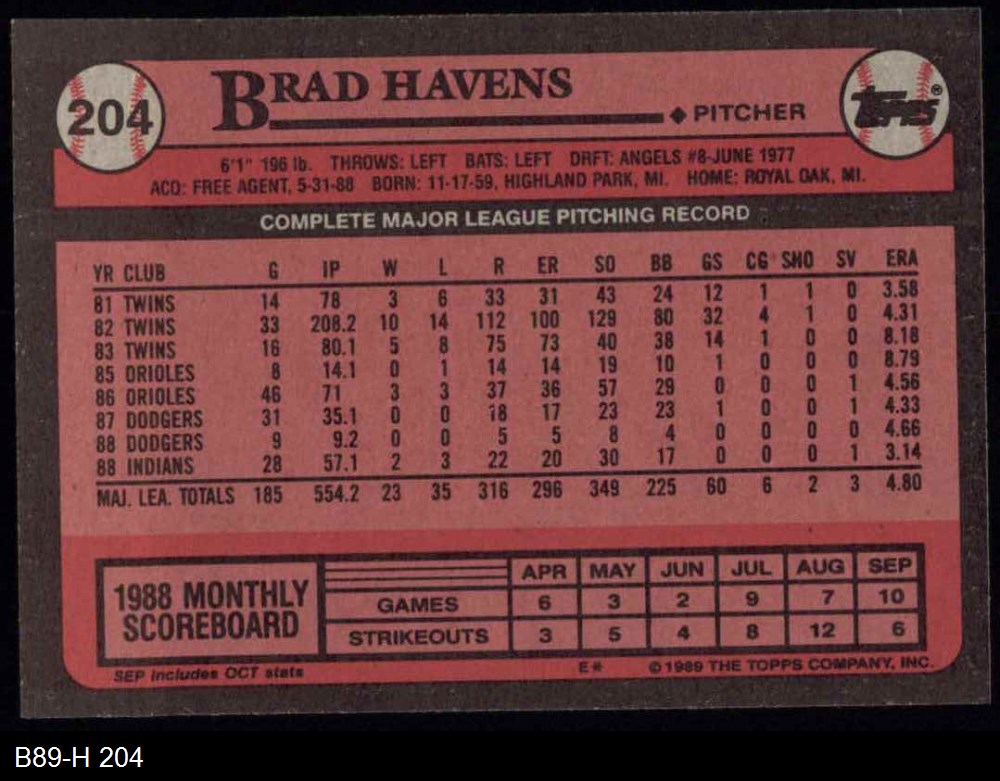 204
BRAD HAVENS
PITCHER
TOPPS®
6'1" 196 lb. THROWS: LEFT BATS: LEFT DRFT: ANGELS #8-JUNE 1977
ACQ: FREE AGENT, 5-31-88 BORN: 11-17-59, HIGHLAND PARK, MI. HOME: ROYAL OAK, MI.
COMPLETE MAJOR LEAGUE PITCHING RECORD
YR CLUB G IP W L R ER SO BB GS CG SHO SV ERA
81 TWINS 14 78 3 6 33 31 43 24 12 1 1 0 3.58
82 TWINS 33 208.2 10 14 112 100 129 80 32 4 1 0 4.31
83 TWINS 16 80.1 5 8 75 73 40 38 14 1 0 0 8.18
85 ORIOLES 8 14.1 0 1 14 14 19 10 1 0 0 0 8.79
86 ORIOLES 46 71 3 3 37 36 57 29 0 0 0 1 4.56
87 DODGERS 31 35.1 0 0 18 17 23 23 1 0 0 1 4.33
88 DODGERS 9 9.2 0 0 5 5 8 4 0 0 0 0 4.66
88 INDIANS 28 57.1 2 3 22 20 30 17 0 0 0 1 3.14
MAJ. LEA. TOTALS 185 554.2 23 35 316 296 349 225 60 6 2 3 4.80
1988 MONTHLY
SCOREBOARD
APR MAY JUN JUL AUG SEP
GAMES 6 3 2 9 7 10
STRIKEOUTS 3 5 4 8 12 6
SEP includes OCT stats
E* © 1989 THE TOPPS COMPANY, INC.
B89-H 204